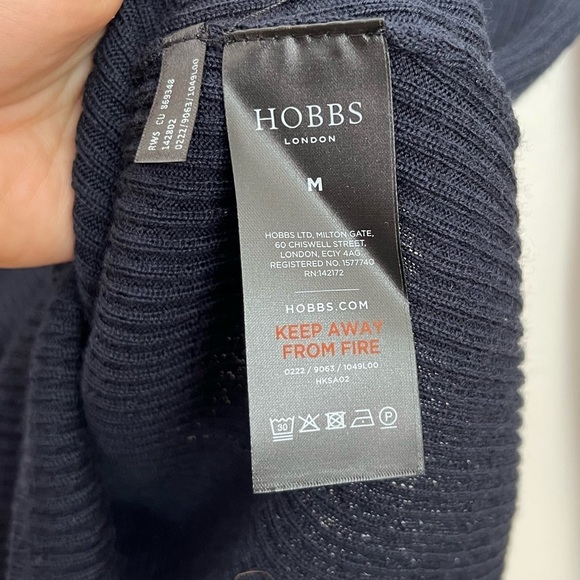 RWS CU 869348
142802
0222/9063/1049L00
HOBBS
LONDON
M
HOBBS LTD, MILTON GATE,
60 CHISWELL STREET,
LONDON, EC1Y 4AG,
REGISTERED NO. 1577740
RN:142172
HOBBS.COM
KEEP AWAY
FROM FIRE
0222 / 9063 / 1049L00
HKSA02
30
P